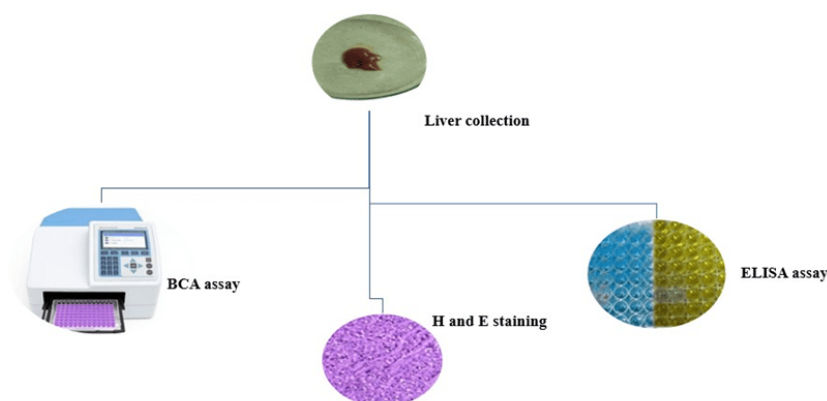 Liver collection
BCA assay
H and E staining
ELISA assay